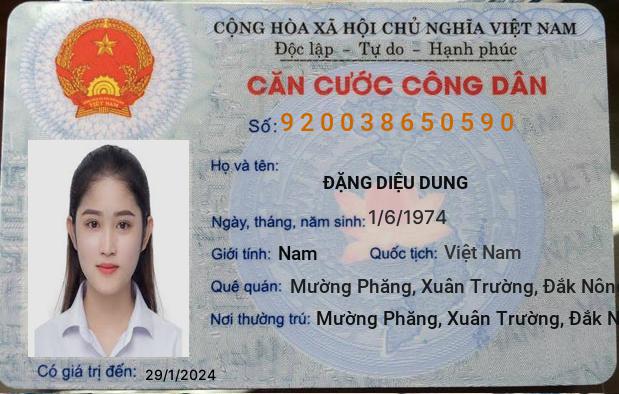 CỘNG HÒA XÃ HỘI CHỦ NGHĨA VIỆT NAM
Độc lập - Tự do - Hạnh phúc
CĂN CƯỚC CÔNG DÂN
Số: 920038650590
Họ và tên:
ĐẶNG DIỆU DUNG
Ngày, tháng, năm sinh: 1/6/1974
Giới tính: Nam Quốc tịch: Việt Nam
Quê quán: Mường Phăng, Xuân Trường, Đắk Nôn
Nơi thường trú: Mường Phăng, Xuân Trường, Đắk N
Có giá trị đến: 29/1/2024
VIỆT NAM